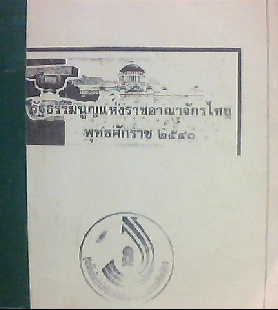 รัฐธรรมนูญแห่งราชอาณาจักรไทย
พุทธศักราช ๒๕๔๐